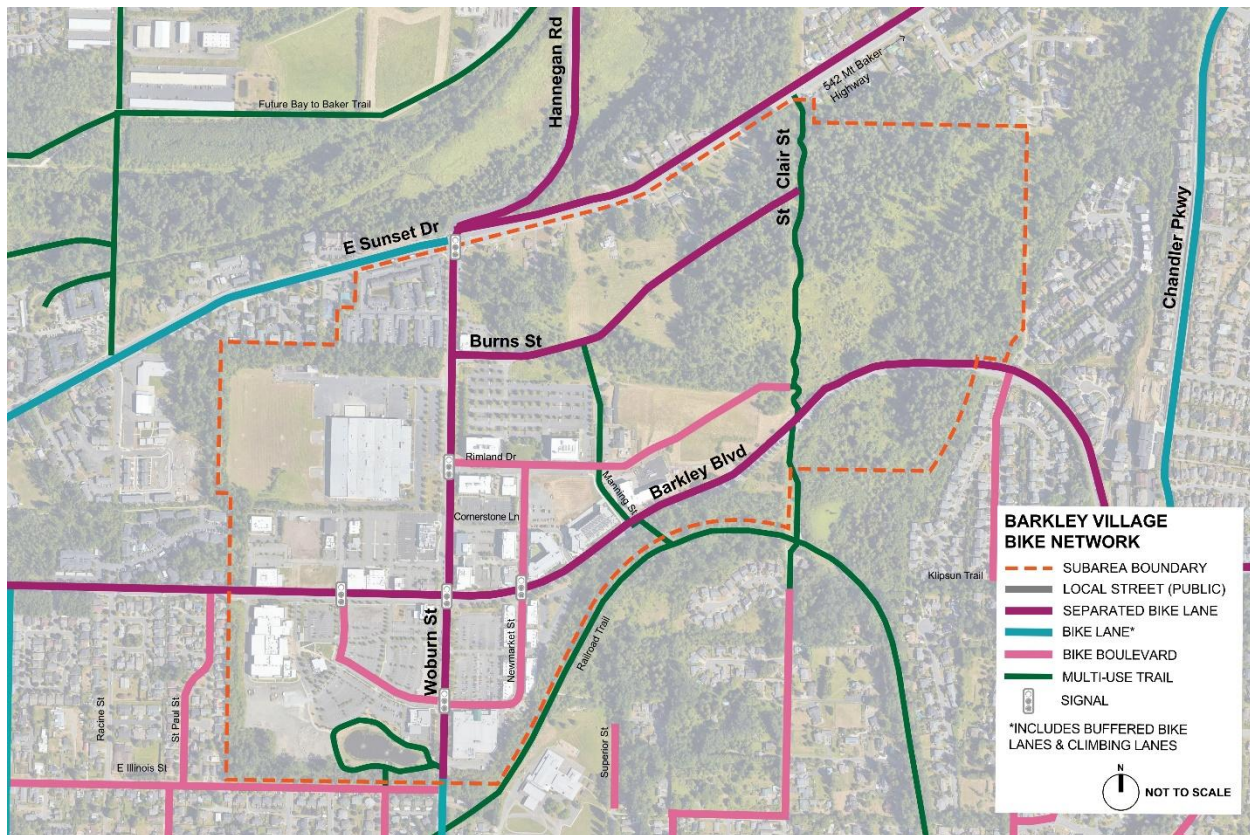 Hannegan Rd
542 Mt Baker
Highway
Future Bay to Baker Trail
St Clair St
E Sunset Dr
Chandler Pkwy
Burns St
Rimland Dr
Manning St
Barkley Blvd
Cornerstone Ln
Klipsun Trail
Woburn St
Newmarket St
Railroad Trail
Racine St
St Paul St
Superior St
E Illinois St
BARKLEY VILLAGE
BIKE NETWORK
SUBAREA BOUNDARY
LOCAL STREET (PUBLIC)
SEPARATED BIKE LANE
BIKE LANE*
BIKE BOULEVARD
MULTI-USE TRAIL
SIGNAL
*INCLUDES BUFFERED BIKE
LANES & CLIMBING LANES
N
NOT TO SCALE